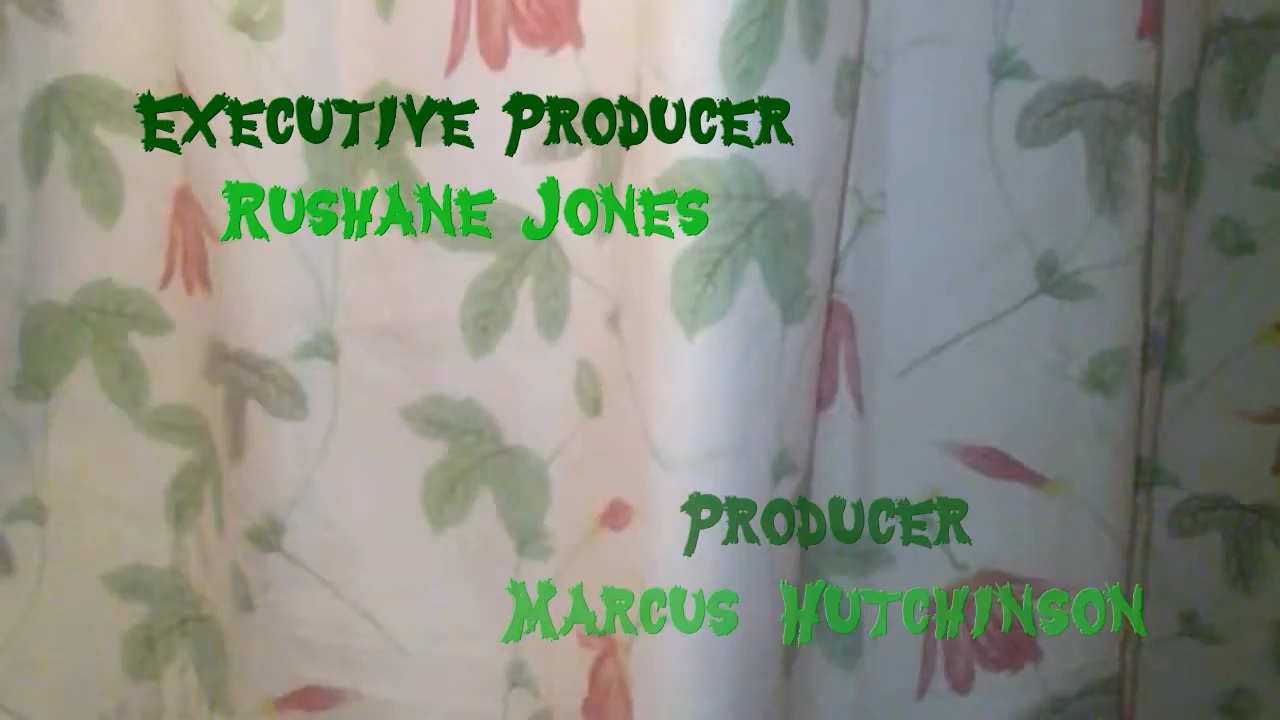 Executive Producer
Rushane Jones
Producer
Marcus Hutchinson